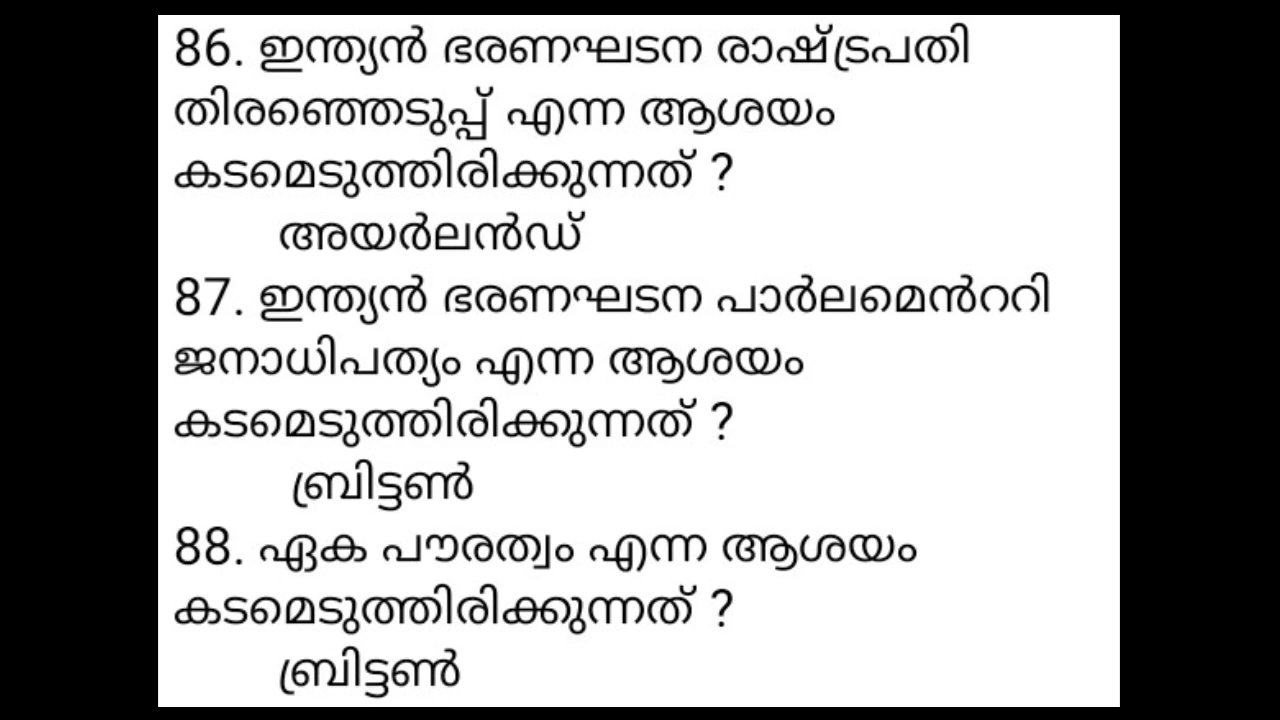 86. ഇന്ത്യൻ ഭരണഘടന രാഷ്ട്രപതി
തിരഞ്ഞെടുപ്പ് എന്ന ആശയം
കടമെടുത്തിരിക്കുന്നത് ?
അയർലൻഡ്
87. ഇന്ത്യൻ ഭരണഘടന പാർലമെൻററി
ജനാധിപത്യം എന്ന ആശയം
കടമെടുത്തിരിക്കുന്നത് ?
ബ്രിട്ടൺ
88. ഏക പൗരത്വം എന്ന ആശയം
കടമെടുത്തിരിക്കുന്നത് ?
ബ്രിട്ടൺ